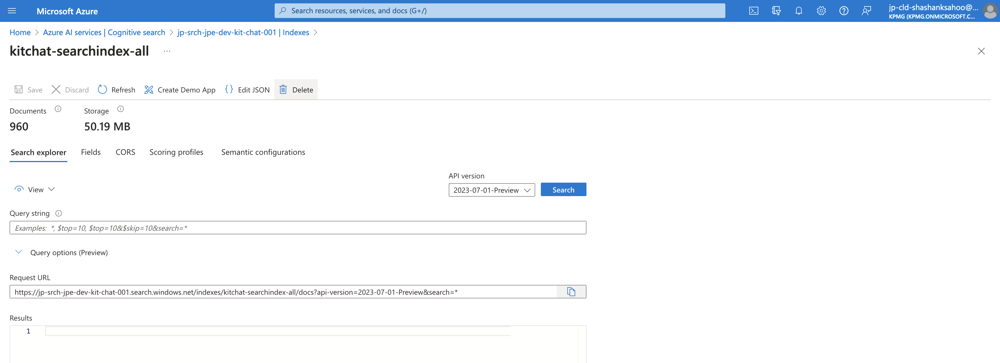 Microsoft Azure
Search resources, services, and docs (G+/)
jp-cld-shashanksahoo@...
KPMG (KPMG.ONMICROSOFT.C...
Home > Azure AI services | Cognitive search > jp-srch-jpe-dev-kit-chat-001 | Indexes >
kitchat-searchindex-all ...
Save Discard Refresh Create Demo App {} Edit JSON Delete
Documents Storage
960 50.19 MB
Search explorer Fields CORS Scoring profiles Semantic configurations
API version
View 2023-07-01-Preview Search
Query string
Examples: *, $top=10, $top=10&$skip=10&search=*
Query options (Preview)
Request URL
https://jp-srch-jpe-dev-kit-chat-001.search.windows.net/indexes/kitchat-searchindex-all/docs?api-version=2023-07-01-Preview&search=*
Results
1